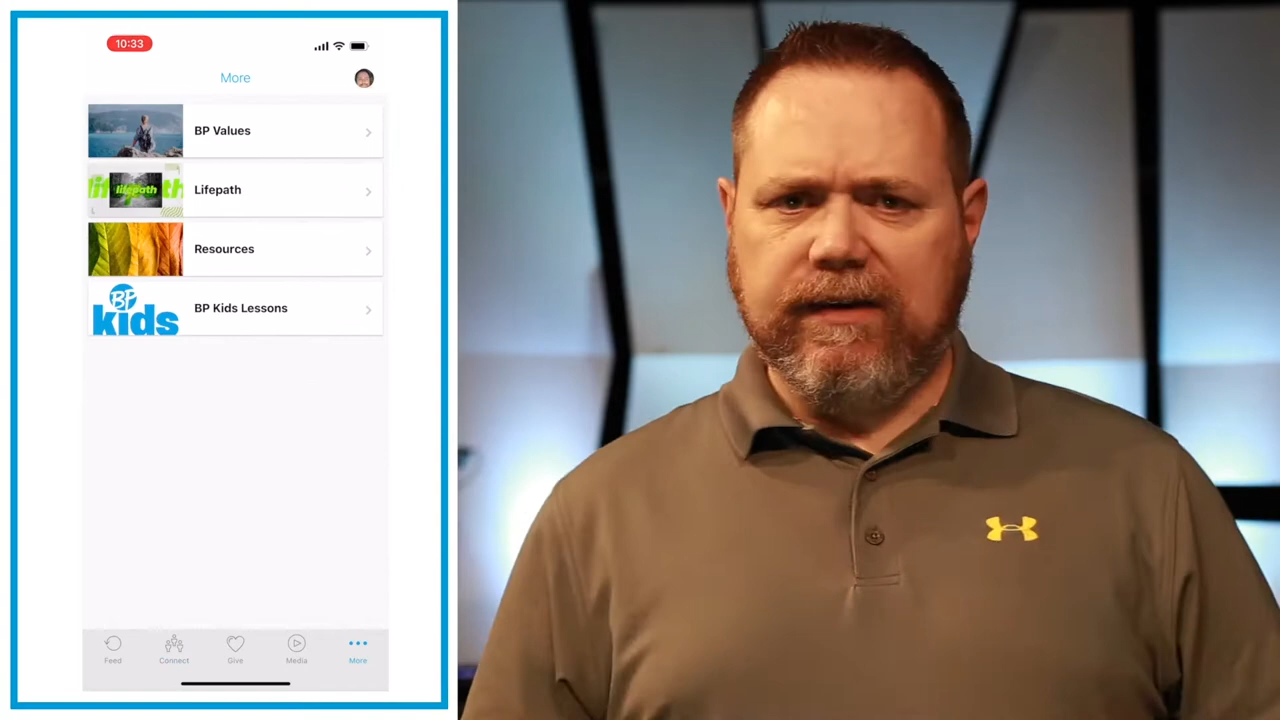 10:33
More
BP Values
lifepath
Lifepath
Resources
BP
kids
BP Kids Lessons
Feed
Connect
Give
Media
More